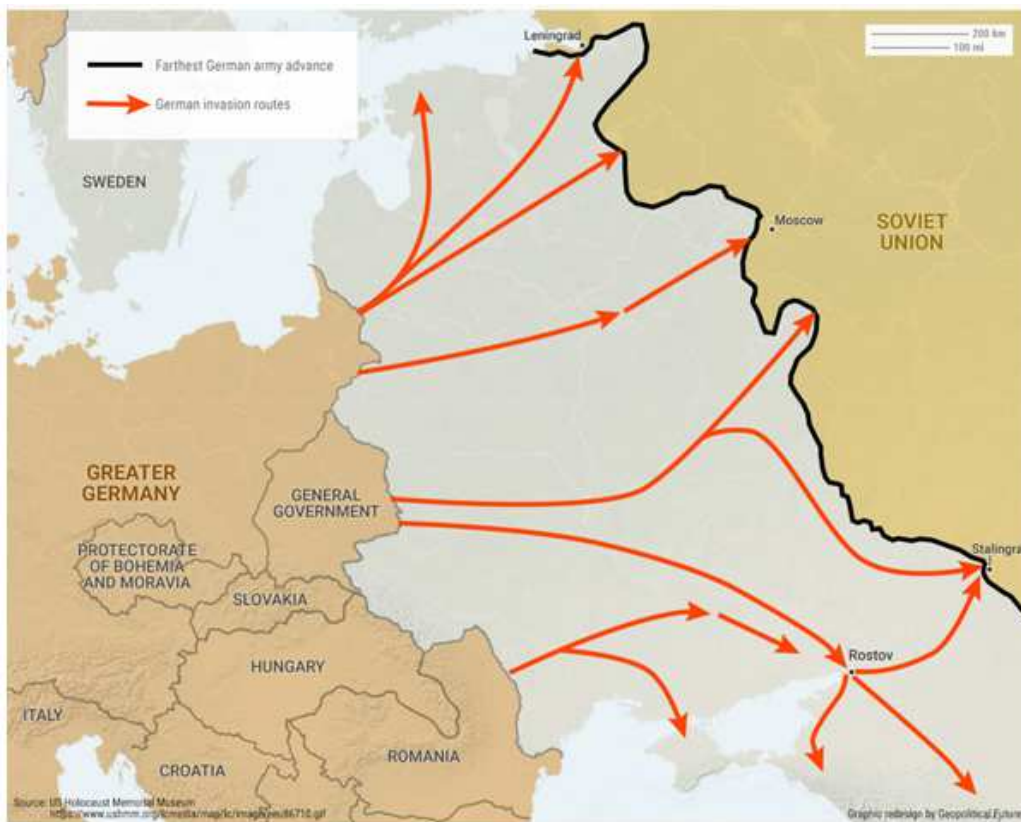 Leningrad
200 km
100 mi
Farthest German army advance
German invasion routes
SWEDEN
Moscow
SOVIET
UNION
GREATER
GERMANY
GENERAL
GOVERNMENT
PROTECTORATE
OF BOHEMIA
AND MORAVIA
SLOVAKIA
Stalingra
HUNGARY
Rostov
ITALY
ROMANIA
CROATIA
Source: US Holocaust Memorial Museum
Graphic redesign by Geopolitical Future